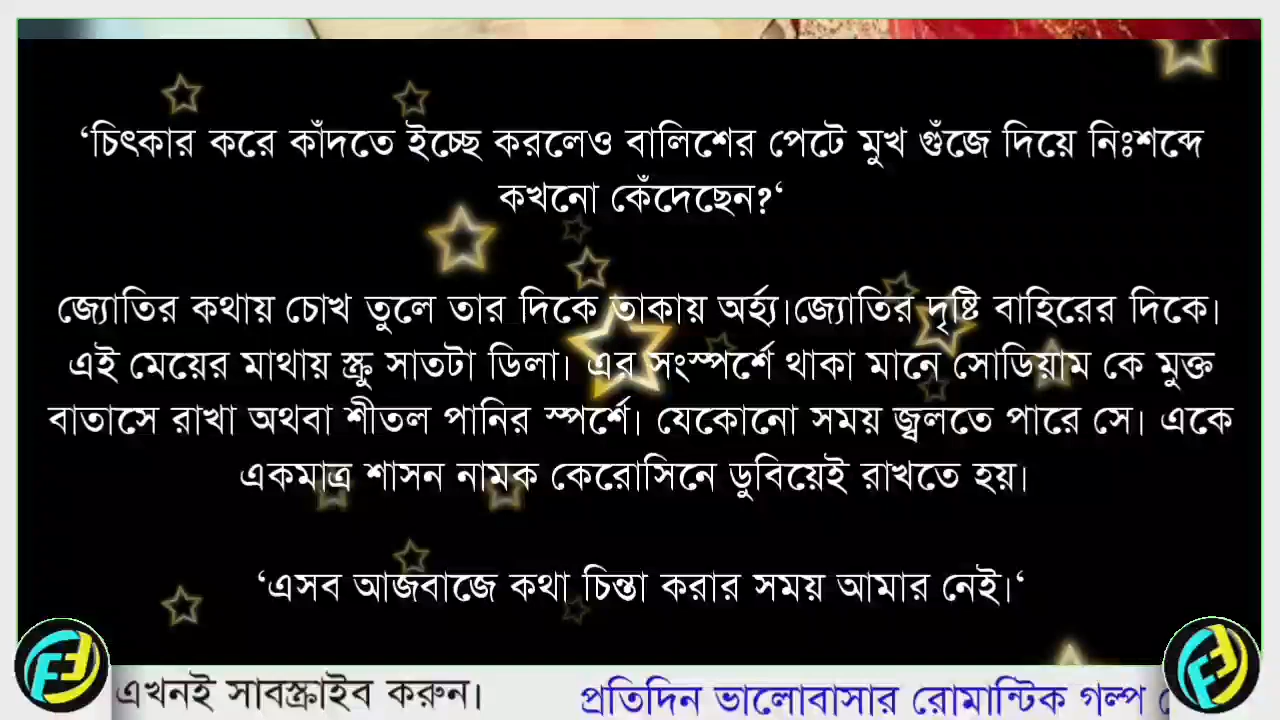 ‘চিৎকার করে কাঁদতে ইচ্ছে করলেও বালিশের পেটে মুখ গুঁজে দিয়ে নিঃশব্দে
কখনো কেঁদেছেন?‘
জ্যোতির কথায় চোখ তুলে তার দিকে তাকায় অর্হ্য।জ্যোতির দৃষ্টি বাহিরের দিকে।
এই মেয়ের মাথায় স্ক্রু সাতটা ডিলা। এর সংস্পর্শে থাকা মানে সোডিয়াম কে মুক্ত
বাতাসে রাখা অথবা শীতল পানির স্পর্শে। যেকোনো সময় জ্বলতে পারে সে। একে
একমাত্র শাসন নামক কেরোসিনে ডুবিয়েই রাখতে হয়।
‘এসব আজবাজে কথা চিন্তা করার সময় আমার নেই।‘
এখনই সাবস্ক্রাইব করুন।
প্রতিদিন ভালোবাসার রোমান্টিক গল্প